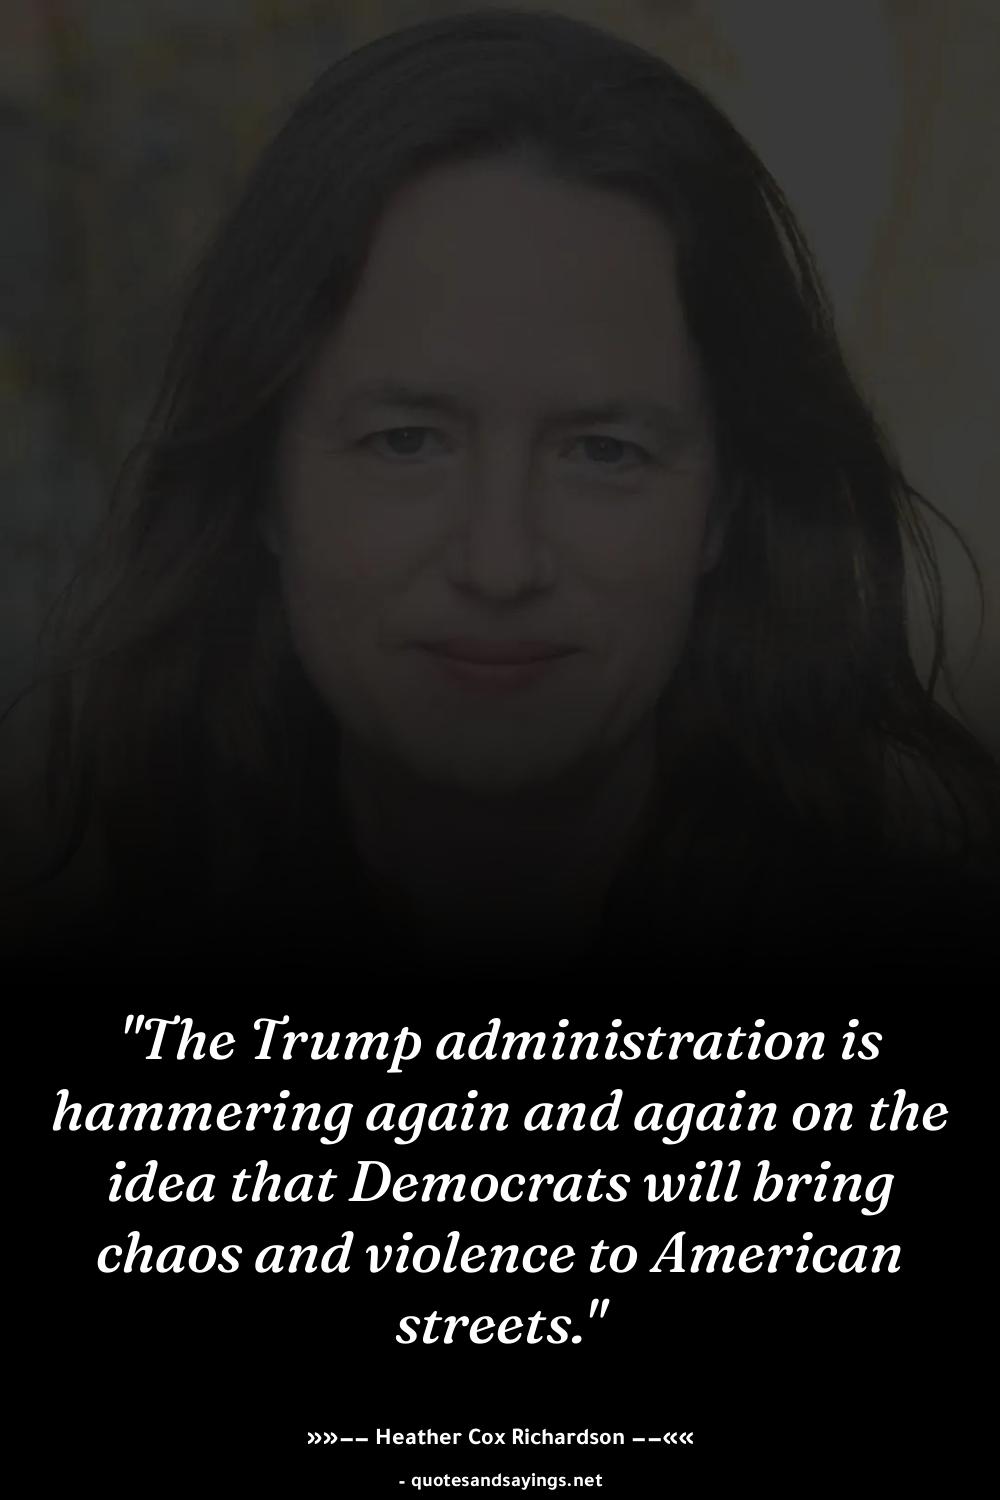 "The Trump administration is
hammering again and again on the
idea that Democrats will bring
chaos and violence to American
streets."
»»—— Heather Cox Richardson ——««
- quotesandsayings.net